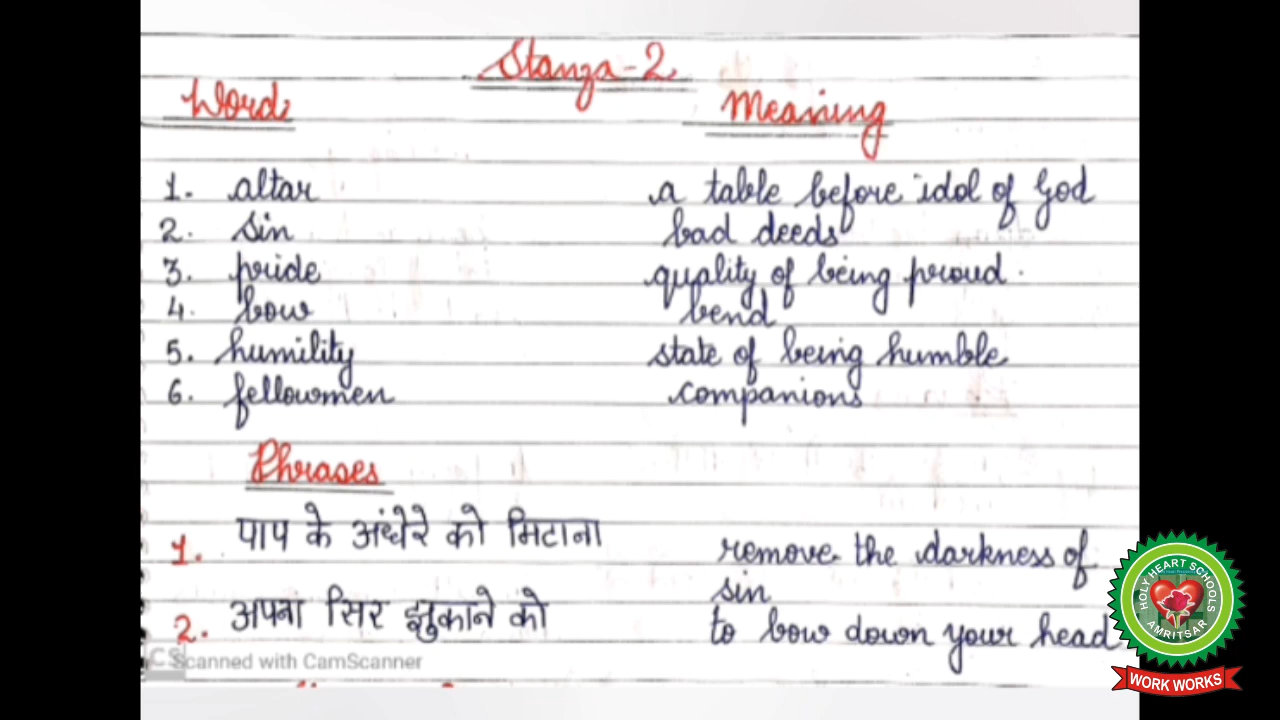 Stanza-2
Words Meaning
1. altar a table before idol of God
2. sin bad deeds
3. pride quality of being proud.
4. bow bend
5. humility state of being humble
6. fellowmen companions
Phrases
1. पाप के अंधेरे को मिटाना remove the darkness of
sin
2. अपना सिर झुकाने को to bow down your head
CS Scanned with CamScanner
HOLY HEART SCHOOLS
AMRITSAR
WORK WORKS